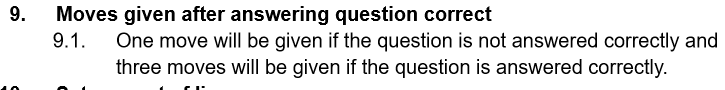 9. Moves given after answering question correct
9.1. One move will be given if the question is not answered correctly and
three moves will be given if the question is answered correctly.